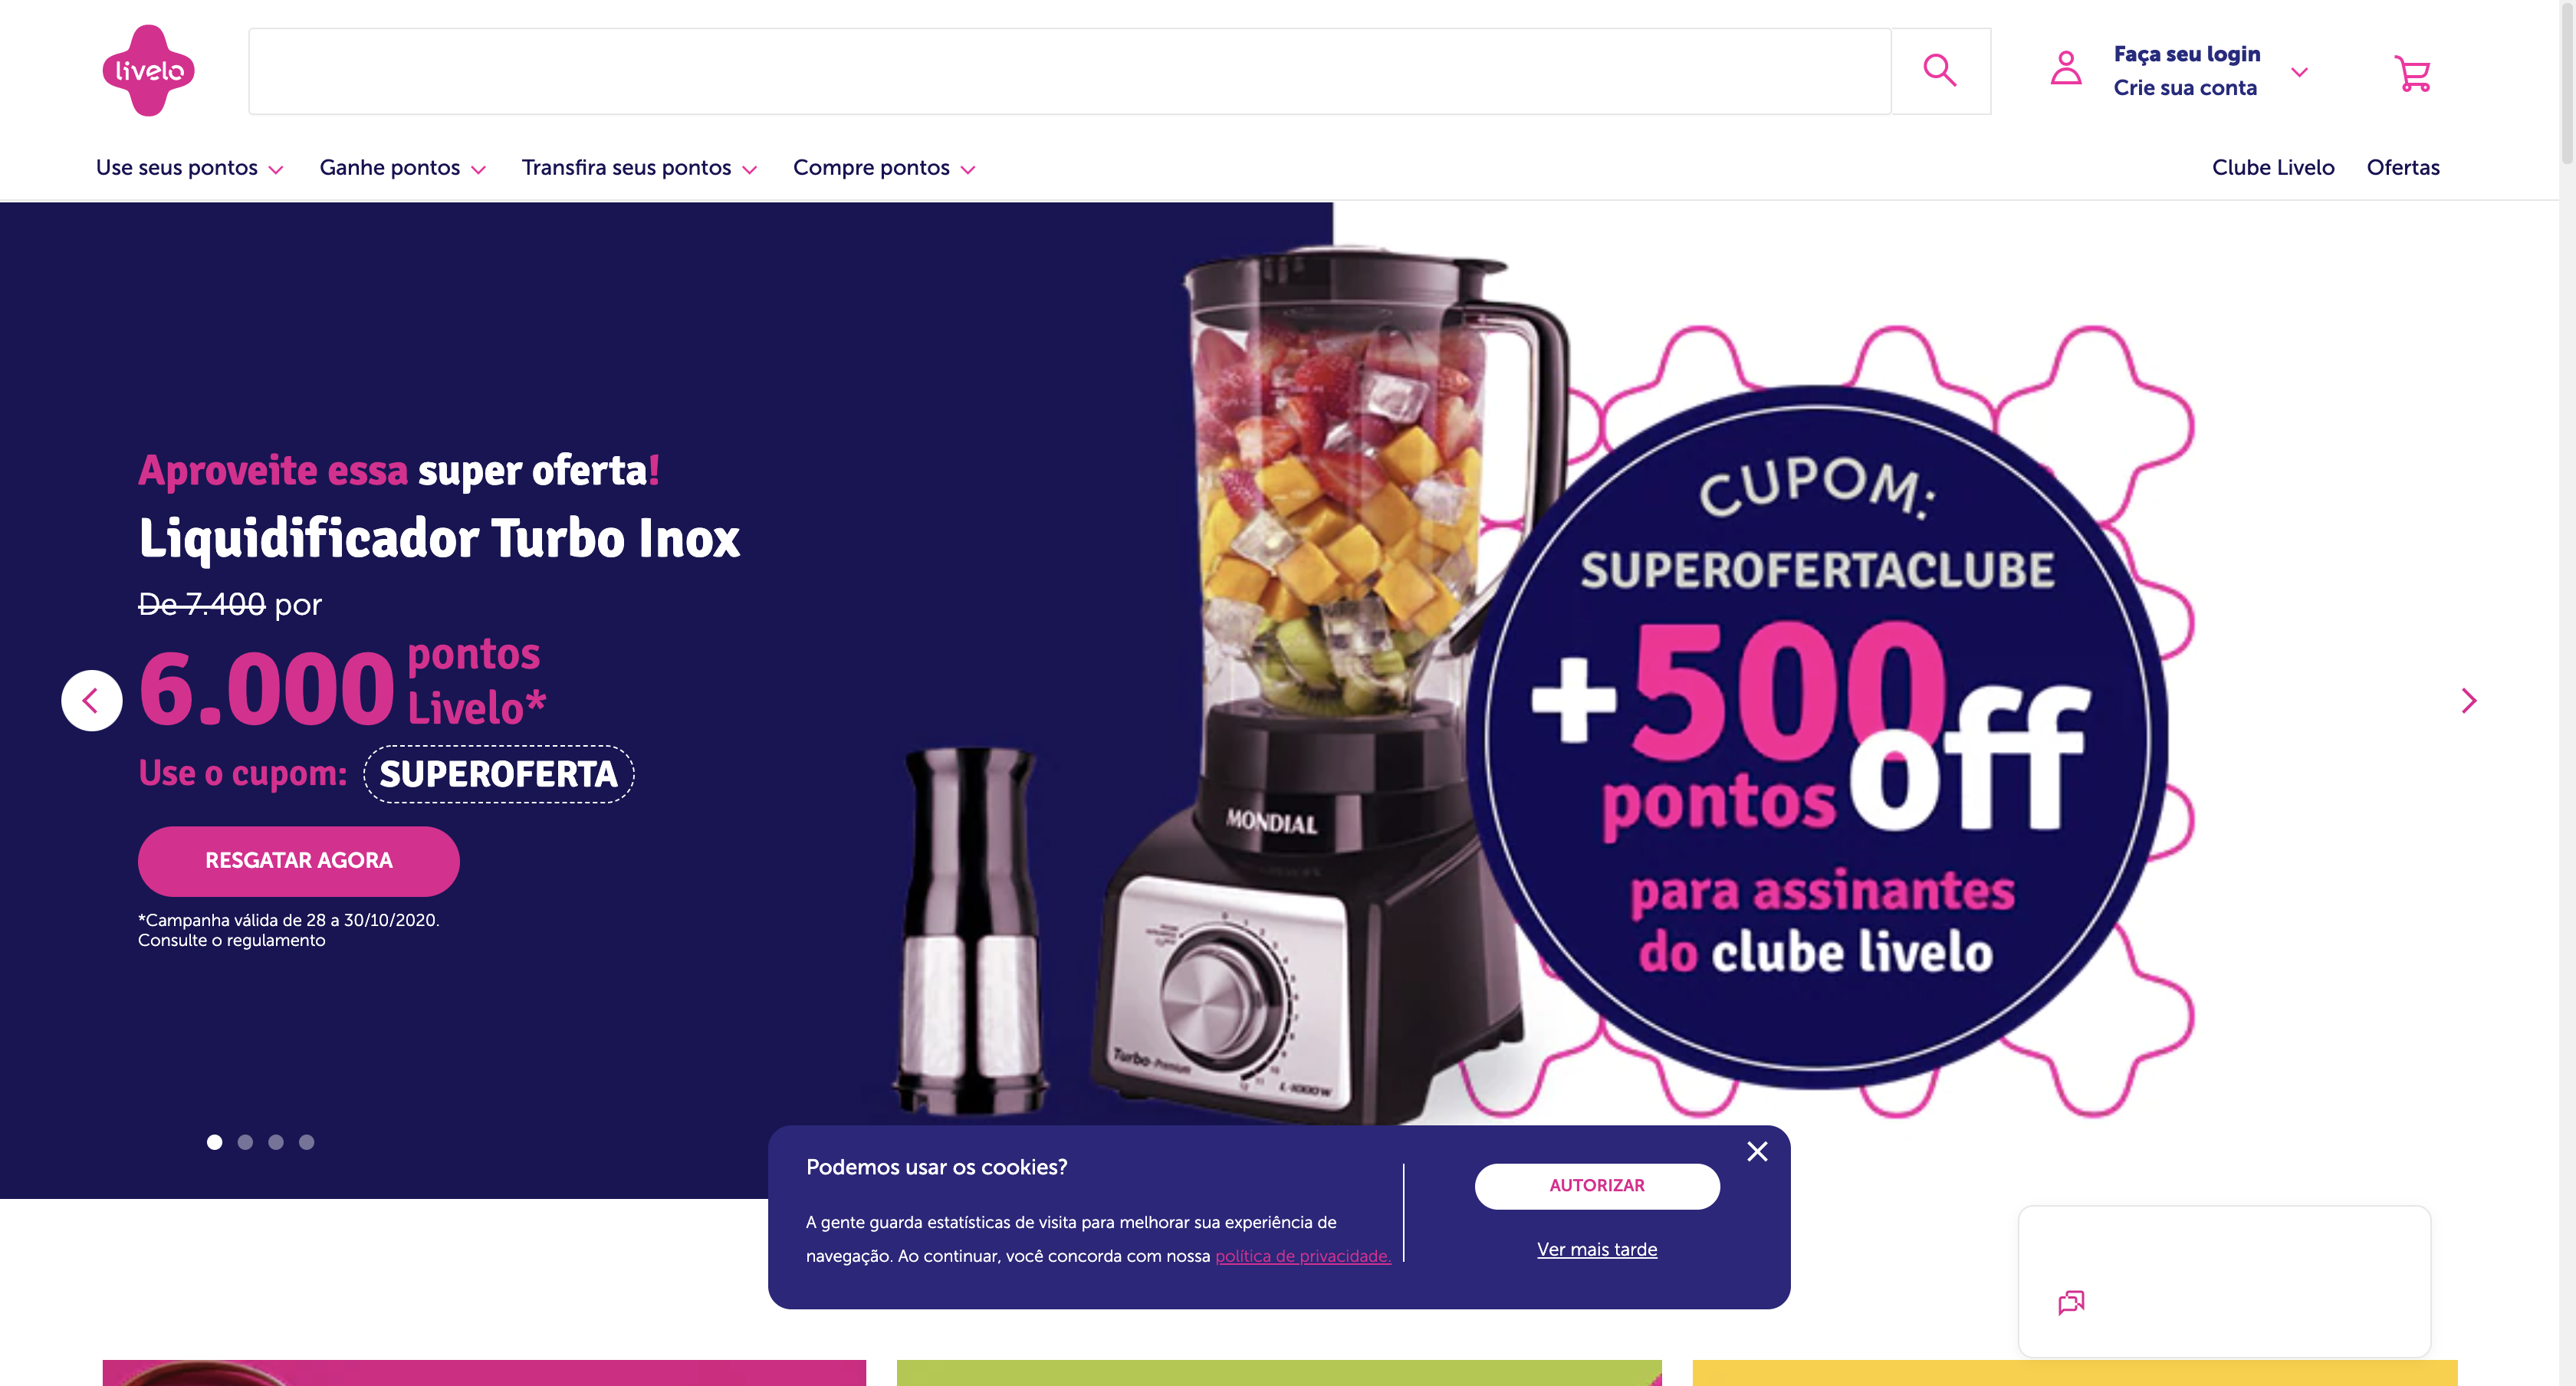 livelo
Faça seu login
Crie sua conta
Use seus pontos
Ganhe pontos
Transfira seus pontos
Compre pontos
Clube Livelo
Ofertas
Aproveite essa super oferta!
Liquidificador Turbo Inox
De 7.400 por
6.000 pontos
Livelo*
Use o cupom: SUPEROFERTA
RESGATAR AGORA
*Campanha válida de 28 a 30/10/2020.
Consulte o regulamento
MONDIAL
Turbo-Premium
L-1000W
CUPOM:
SUPEROFERTACLUBE
+500
pontos off
para assinantes
do clube livelo
Podemos usar os cookies?
A gente guarda estatísticas de visita para melhorar sua experiência de
navegação. Ao continuar, você concorda com nossa política de privacidade.
AUTORIZAR
Ver mais tarde